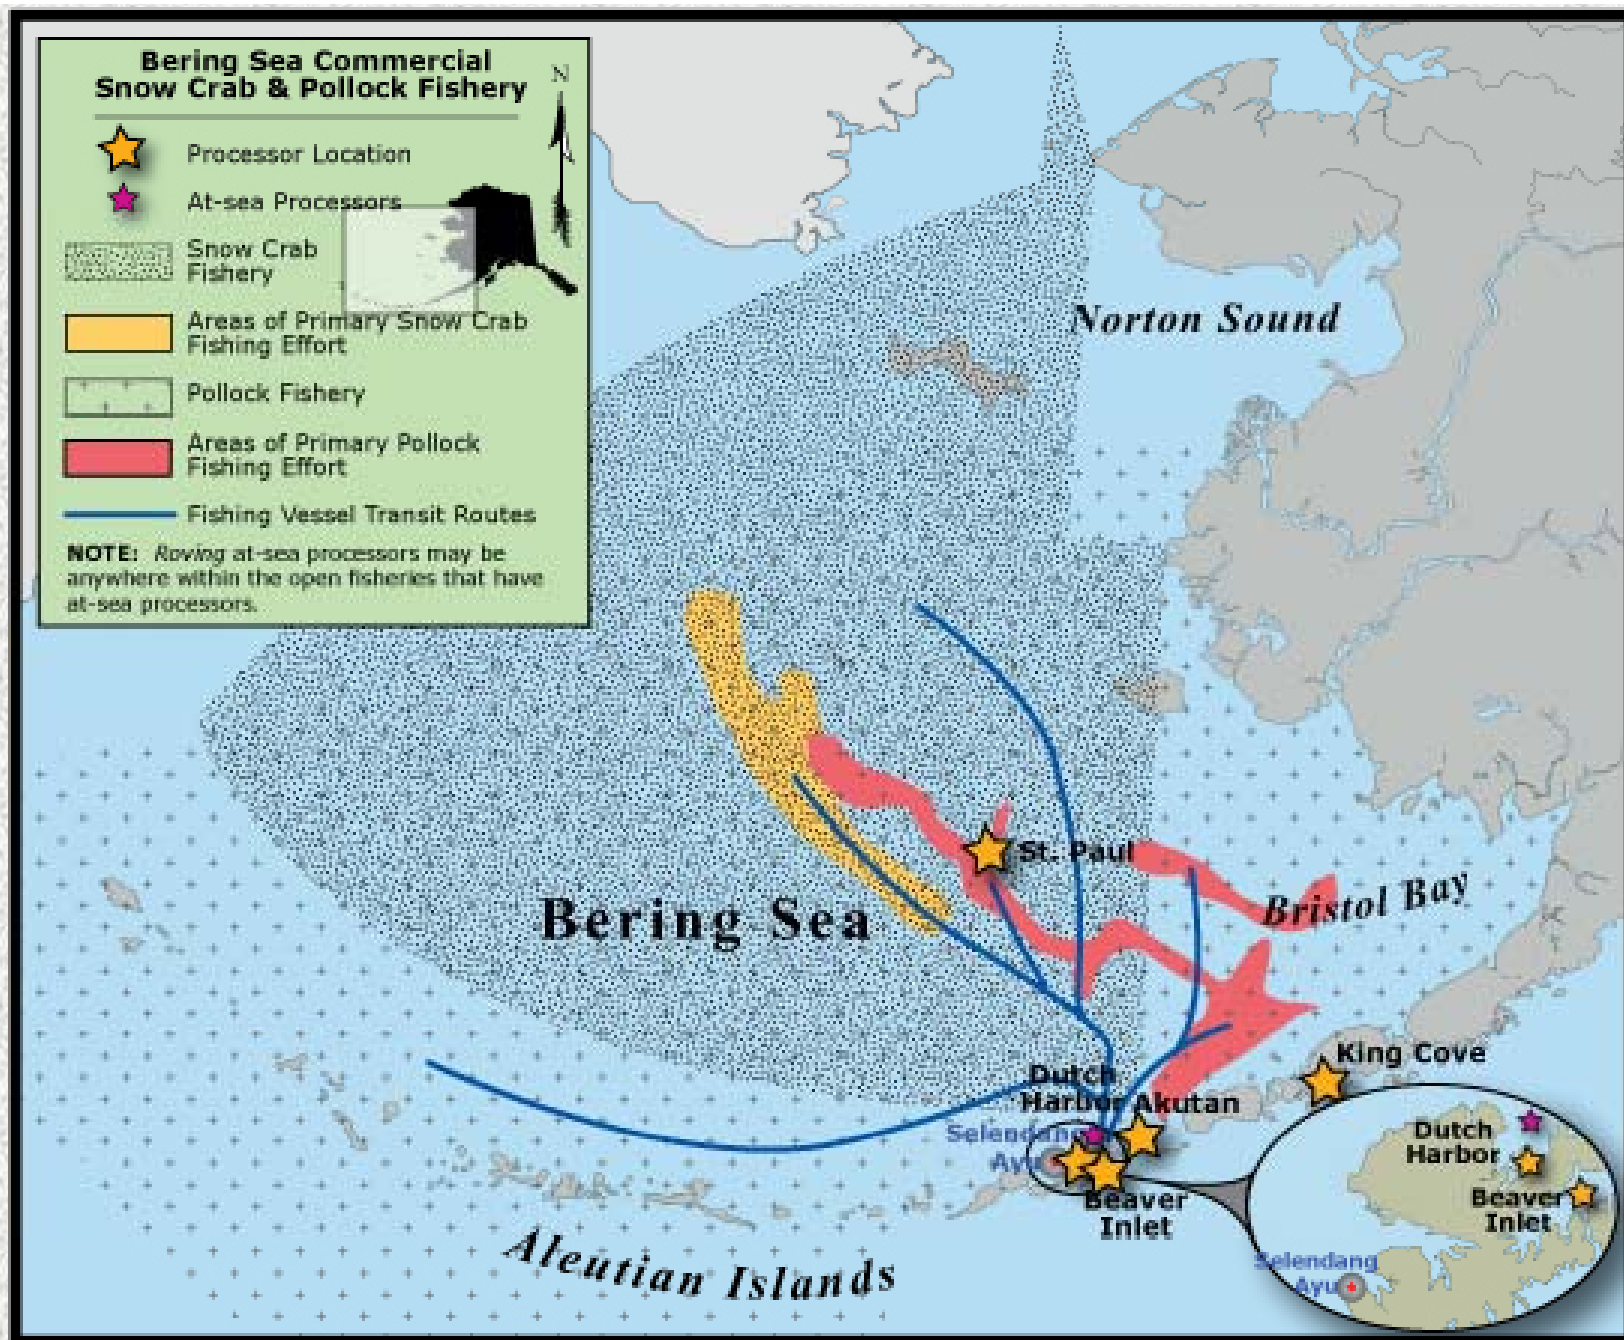 Bering Sea Commercial
Snow Crab & Pollock Fishery
N
Processor Location
At-sea Processors
Snow Crab
Fishery
Areas of Primary Snow Crab
Fishing Effort
Pollock Fishery
Areas of Primary Pollock
Fishing Effort
Fishing Vessel Transit Routes
NOTE: Roving at-sea processors may be
anywhere within the open fisheries that have
at-sea processors.
Norton Sound
St. Paul
Bristol Bay
Bering Sea
King Cove
Dutch
Harbor
Akutan
Selendang
Ayu
Beaver
Inlet
Aleutian Islands
Dutch
Harbor
Beaver
Inlet
Selendang
Ayu